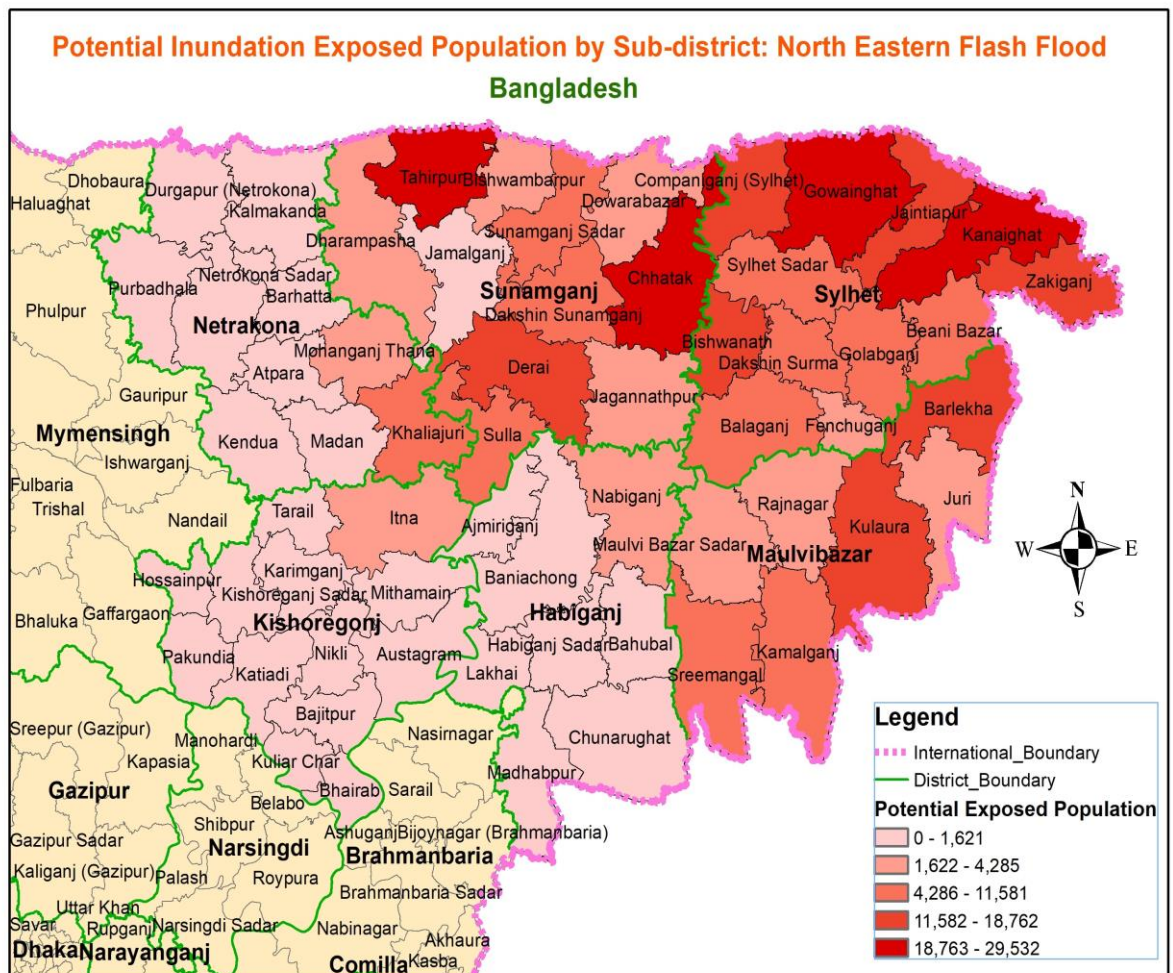 Potential Inundation Exposed Population by Sub-district: North Eastern Flash Flood
Bangladesh
Dhobaura
Haluaghat
Durgapur (Netrokona)
Kalmakanda
Tahirpur
Bishwambarpur
Dowarabazar
Companiganj (Sylhet)
Gowainghat
Jaintiapur
Kanaighat
Dharampasha
Jamalganj
Sunamganj Sadar
Chhatak
Sylhet Sadar
Zakiganj
Purbadhala
Netrokona Sadar
Barhatta
Sunamganj
Sylhet
Phulpur
Netrakona
Dakshin Sunamganj
Beani Bazar
Mohanganj Thana
Bishwanath
Golabganj
Dakshin Surma
Atpara
Derai
Gauripur
Jagannathpur
Barlekha
Mymensingh
Kendua
Madan
Khaliajuri
Sulla
Balaganj
Fenchuganj
Ishwarganj
Fulbaria
Trishal
Nandail
Tarail
Itna
Ajmiriganj
Nabiganj
Rajnagar
Juri
Kulaura
Maulvi Bazar Sadar
Maulvibazar
N
W
E
S
Hossainpur
Karimganj
Kishoreganj Sadar
Mithamain
Baniachong
Kishoregonj
Habiganj
Gaffargaon
Bhaluka
Pakundia
Nikli
Austagram
Habiganj Sadar
Bahubal
Kamalganj
Katiadi
Lakhai
Sreemangal
Bajitpur
Sreepur (Gazipur)
Manohardi
Nasirnagar
Chunarughat
Kapasia
Kuliar Char
Madhabpur
Gazipur
Bhairab
Sarail
Belabo
Shibpur
Ashuganj
Bijoynagar (Brahmanbaria)
Gazipur Sadar
Narsingdi
Brahmanbaria
Kaliganj (Gazipur)
Palash
Roypura
Brahmanbaria Sadar
Uttar Khan
Savar
Rupganj
Narsingdi Sadar
Nabinagar
Akhaura
Dhaka
Narayanganj
Comilla
Kasba
Legend
International_Boundary
District_Boundary
Potential Exposed Population
0 - 1,621
1,622 - 4,285
4,286 - 11,581
11,582 - 18,762
18,763 - 29,532